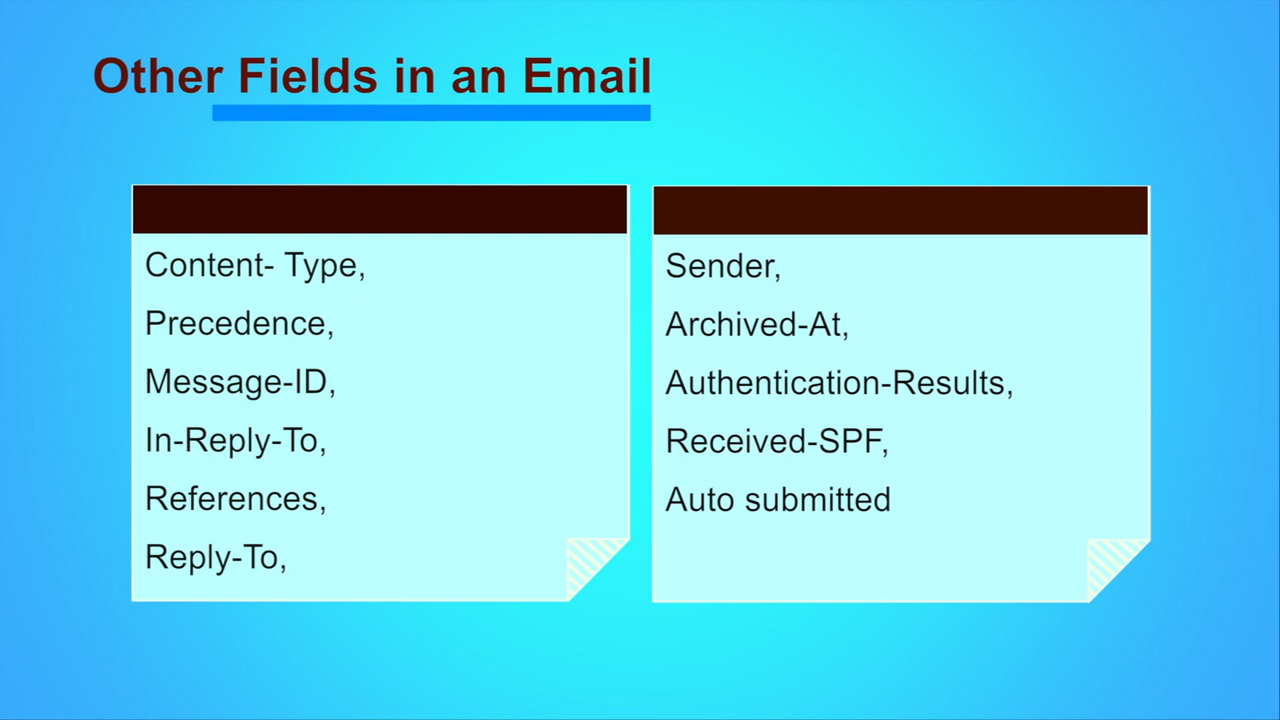 Other Fields in an Email
Content- Type,
Precedence,
Message-ID,
In-Reply-To,
References,
Reply-To,
Sender,
Archived-At,
Authentication-Results,
Received-SPF,
Auto submitted